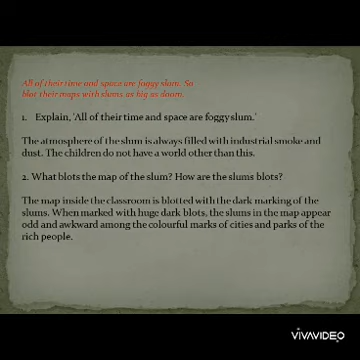 All of their time and space are foggy slum. So
blot their maps with slums as big as doom.
1. Explain, 'All of their time and space are foggy slum.'
The atmosphere of the slum is always filled with industrial smoke and
dust. The children do not have a world other than this.
2. What blots the map of the slum? How are the slums blots?
The map inside the classroom is blotted with the dark marking of the
slums. When marked with huge dark blots, the slums in the map appear
odd and awkward among the colourful marks of cities and parks of the
rich people.
VIVAVIDEO